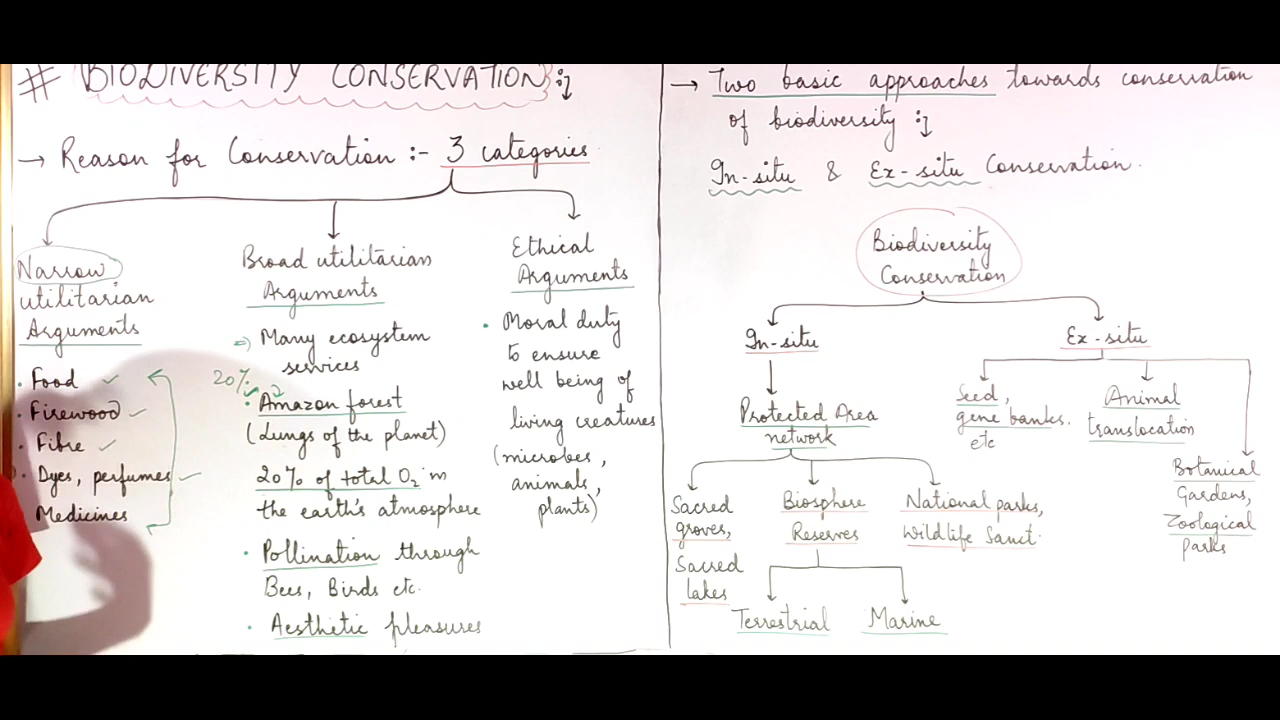 # BIODIVERSITY CONSERVATION :]
→ Reason for Conservation :- 3 categories
Narrow
utilitarian
Arguments
· Food ✓
· Firewood ✓
· Fibre ✓
· Dyes, perfumes ✓
Medicines
Broad utilitarian
Arguments
⇒ Many ecosystem
services
20%
· Amazon forest
(Lungs of the planet)
20% of total O₂ in
the earth's atmosphere
· Pollination through
Bees, Birds etc.
· Aesthetic pleasures
Ethical
Arguments
· Moral duty
to ensure
well being of
living creatures
(microbes,
animals,
plants)
→ Two basic approaches towards conservation
of biodiversity :]
In-situ & Ex-situ Conservation.
Biodiversity
Conservation
In-situ
Protected Area
network
Sacred
groves,
Sacred
lakes
Biosphere
Reserves
Terrestrial
Marine
National parks,
Wildlife Sanct.
Ex-situ
Seed,
gene banks.
etc
Animal
translocation
Botanical
Gardens,
Zoological
parks